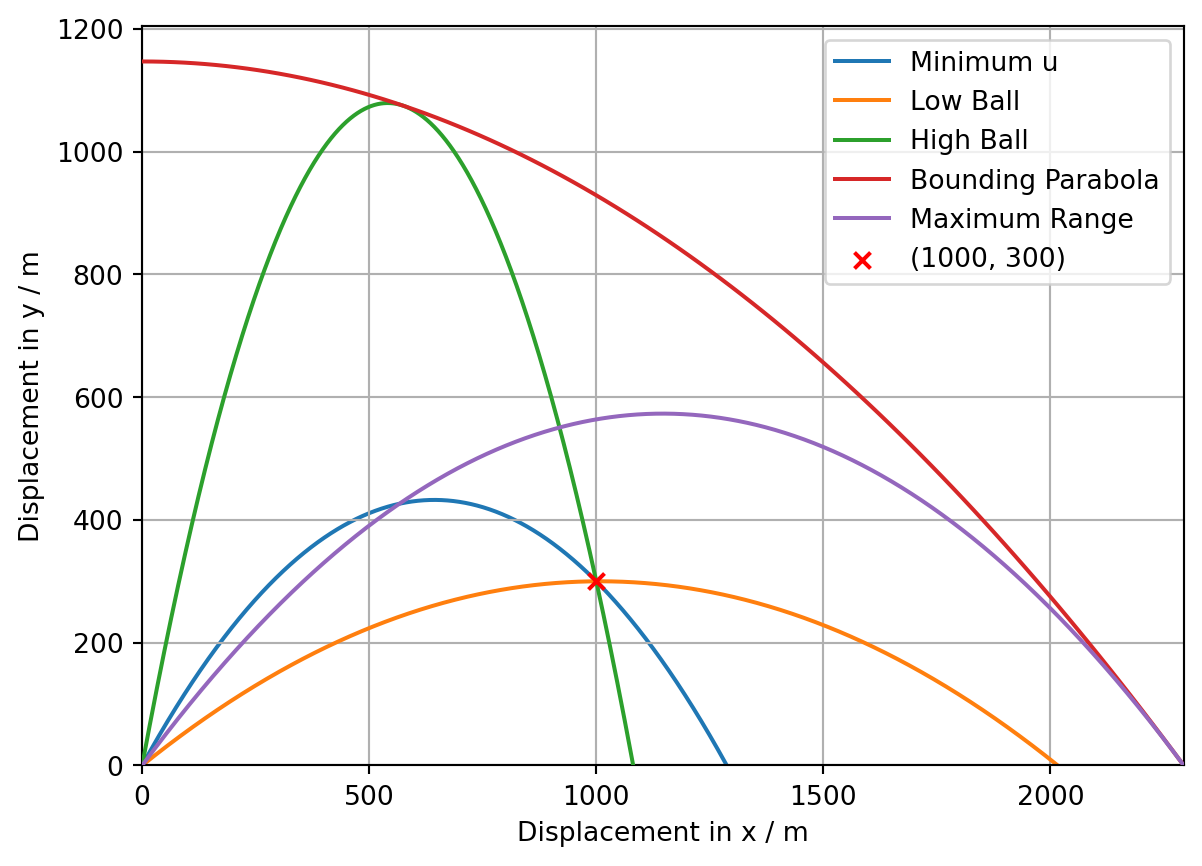 1200
1000
800
600
400
200
0
Displacement in y / m
Minimum u
Low Ball
High Ball
Bounding Parabola
Maximum Range
(1000, 300)
0 500 1000 1500 2000
Displacement in x / m